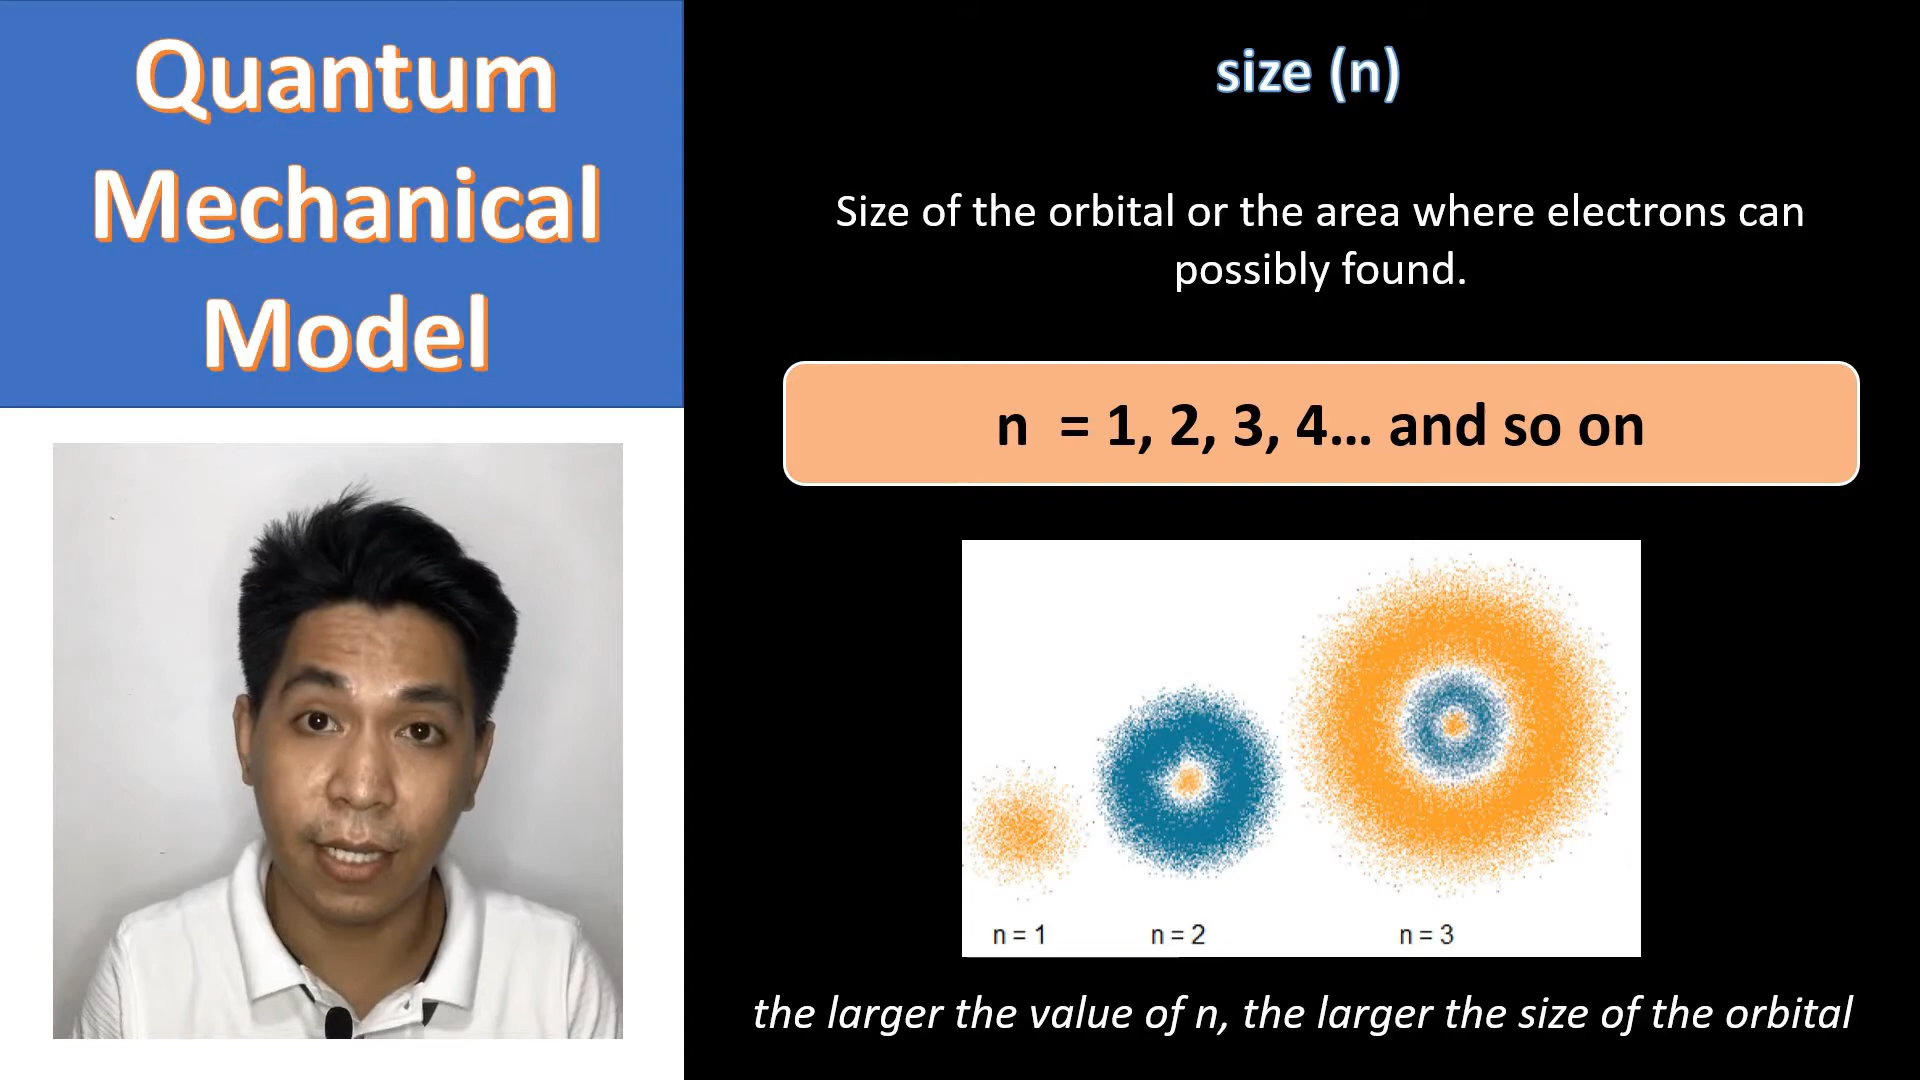 Quantum
Mechanical
Model
size (n)
Size of the orbital or the area where electrons can
possibly found.
n = 1, 2, 3, 4... and so on
n = 1
n = 2
n = 3
the larger the value of n, the larger the size of the orbital